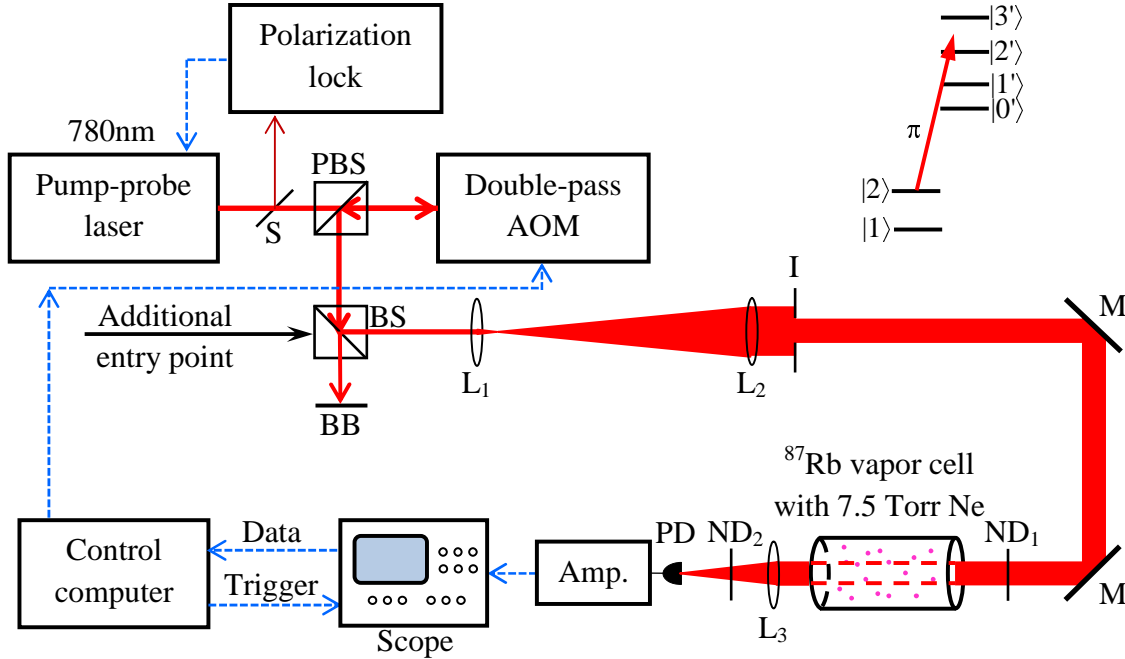 Polarization
lock
780nm
Pump-probe
laser
S
PBS
Double-pass
AOM
|3'⟩
|2'⟩
|1'⟩
|0'⟩
π
|2⟩
|1⟩
Additional
entry point
BS
BB
L1
L2
I
M
87Rb vapor cell
with 7.5 Torr Ne
Control
computer
Data
Trigger
Scope
Amp.
PD
ND2
L3
ND1
M